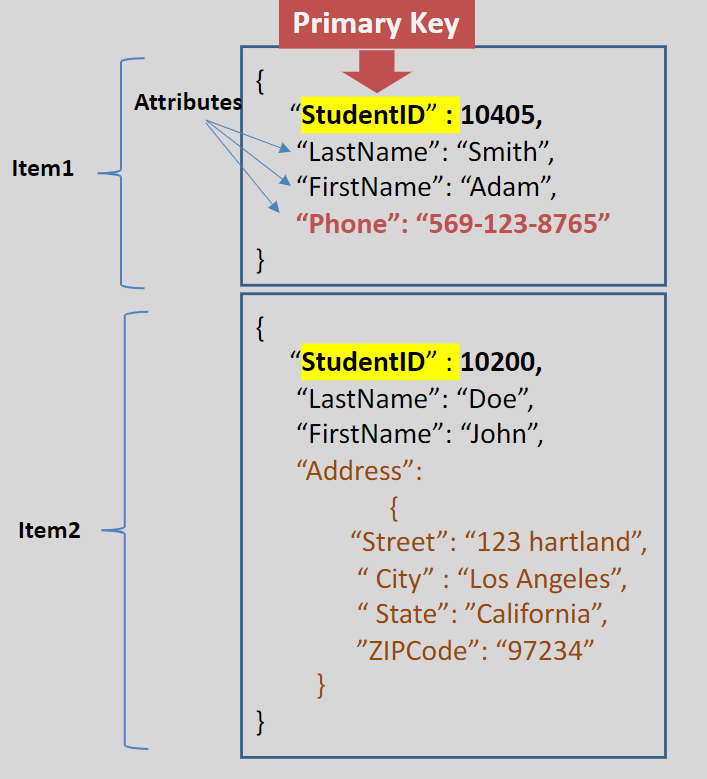 Primary Key
{
Attributes
“StudentID” : 10405,
Item1
“LastName”: “Smith”,
“FirstName”: “Adam”,
“Phone”: “569-123-8765”
}
{
“StudentID” : 10200,
“LastName”: “Doe”,
“FirstName”: “John”,
“Address”:
{
Item2
“Street”: “123 hartland”,
“ City” : “Los Angeles”,
“ State”: ”California”,
”ZIPCode”: “97234”
}
}